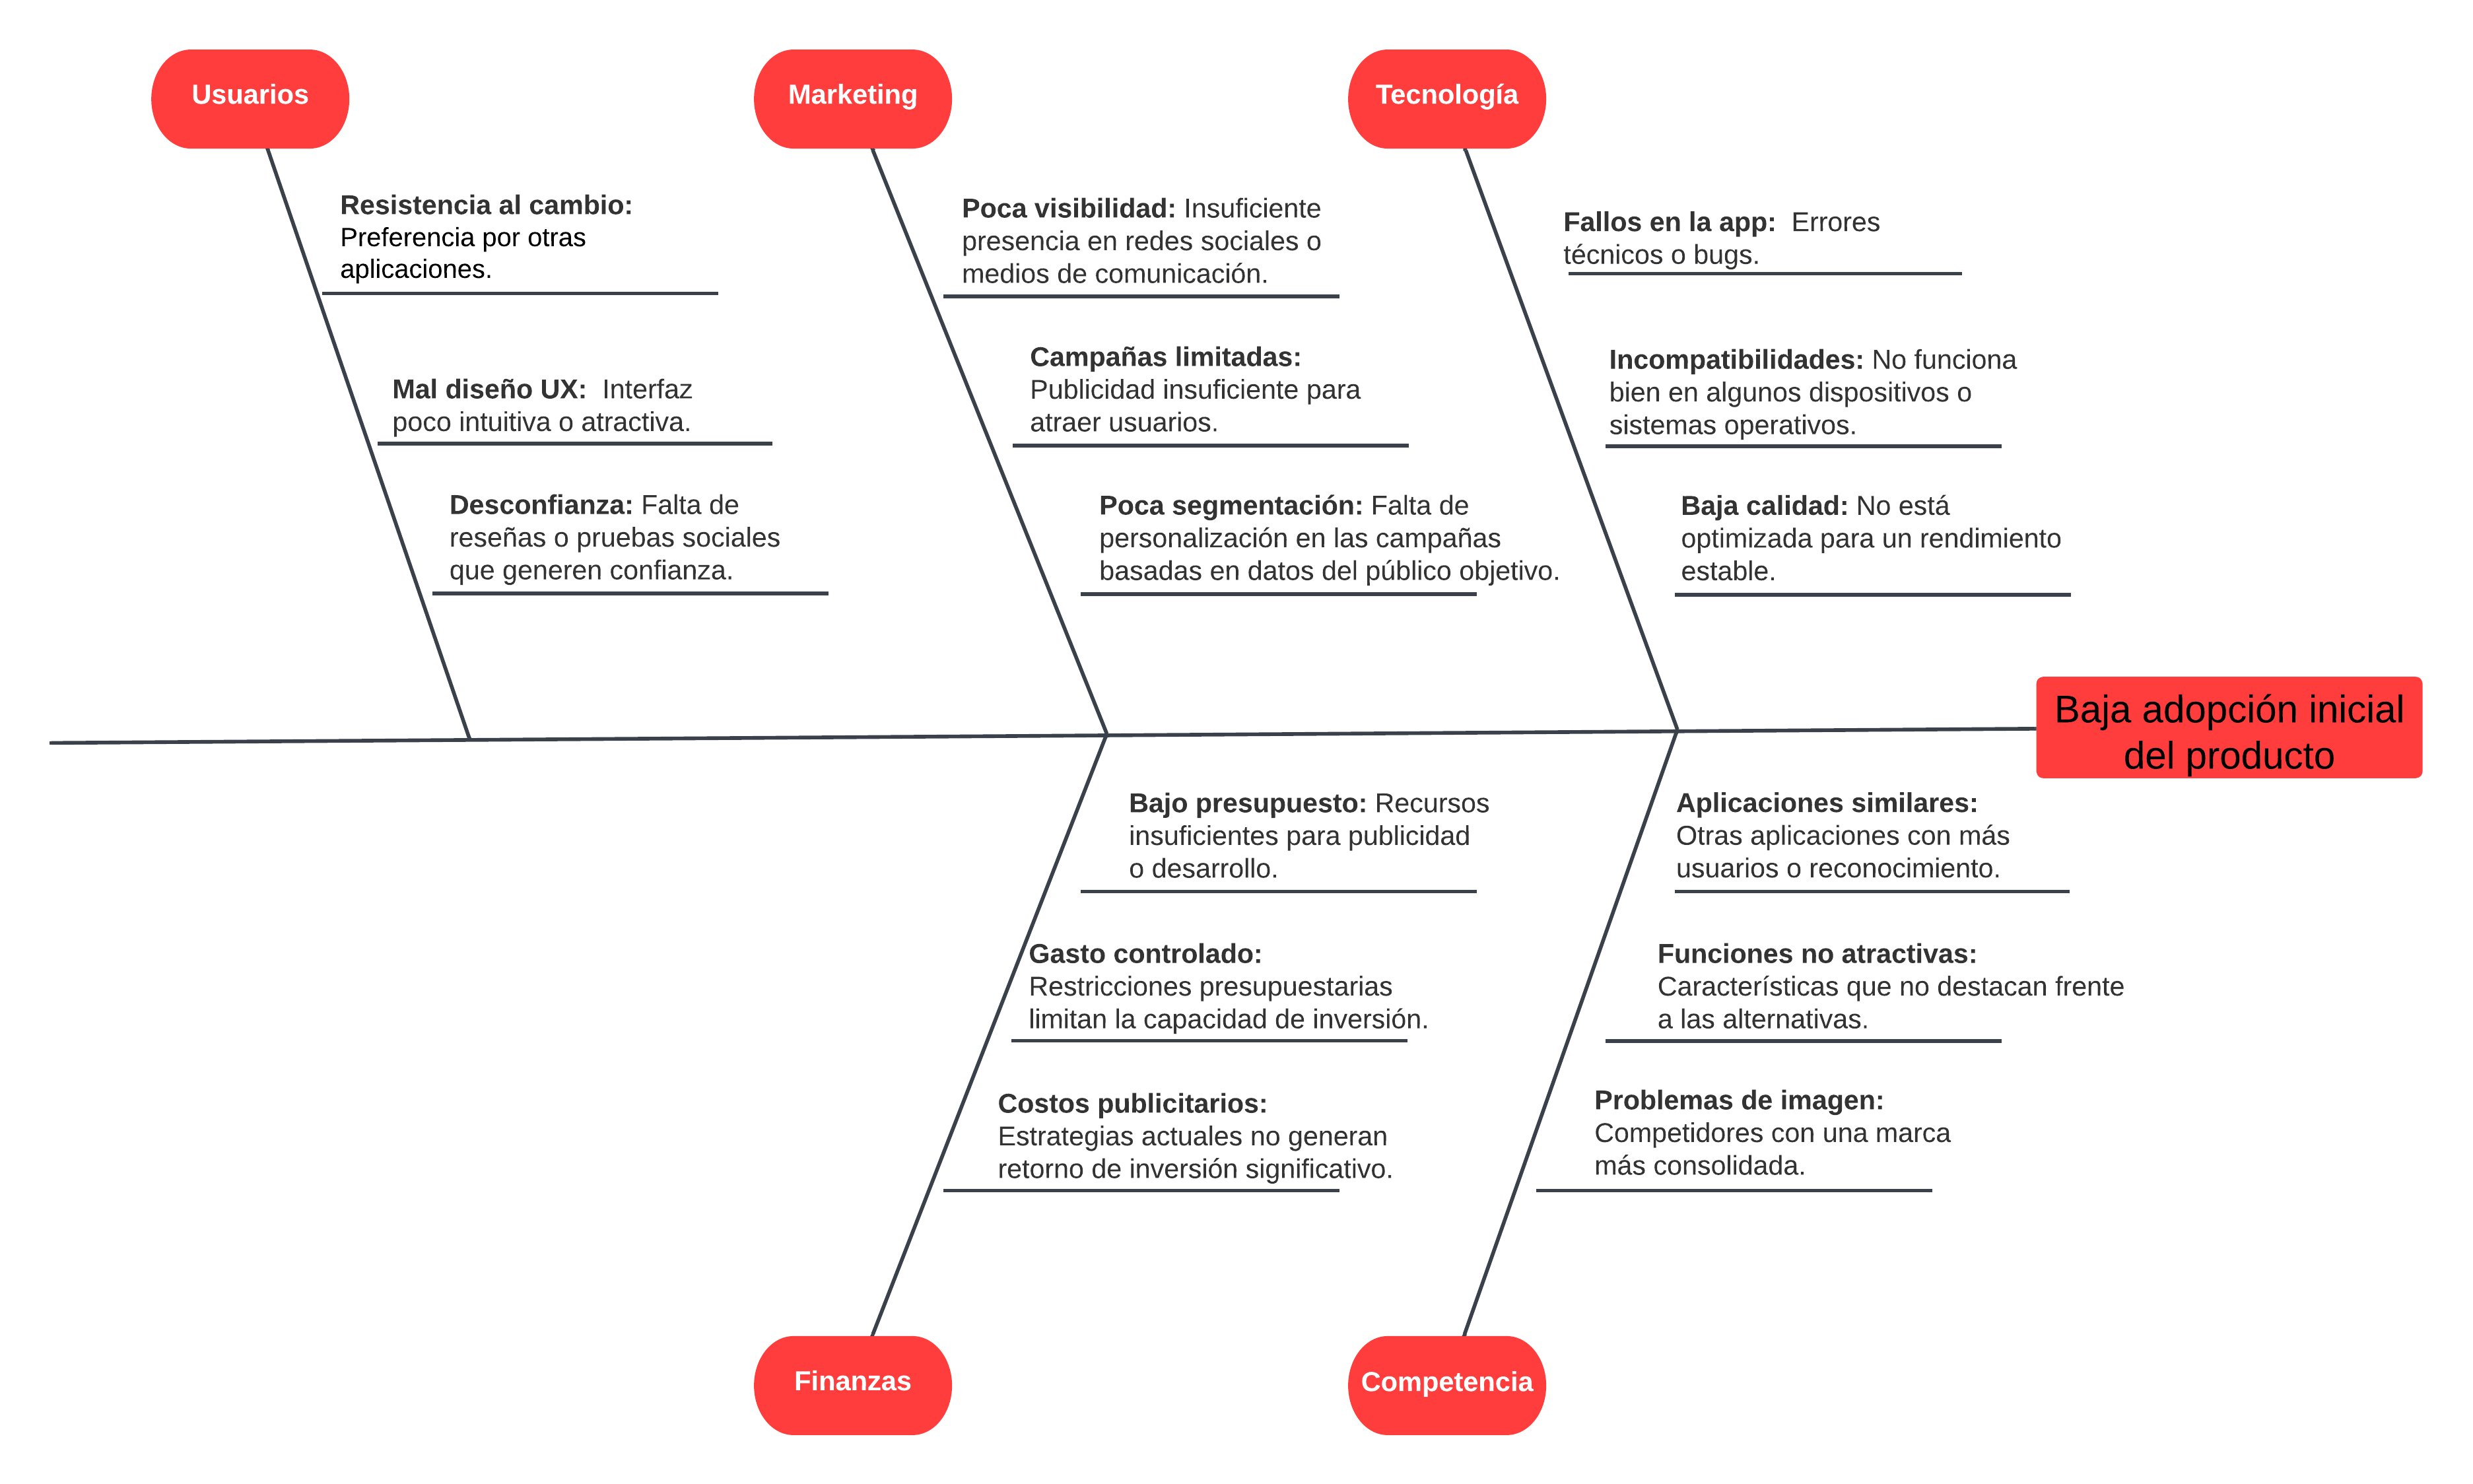 Usuarios
Marketing
Tecnología
Resistencia al cambio:
Preferencia por otras
aplicaciones.
Mal diseño UX:  Interfaz
poco intuitiva o atractiva.
Desconfianza: Falta de
reseñas o pruebas sociales
que generen confianza.
Poca visibilidad: Insuficiente
presencia en redes sociales o
medios de comunicación.
Campañas limitadas:
Publicidad insuficiente para
atraer usuarios.
Poca segmentación: Falta de
personalización en las campañas
basadas en datos del público objetivo.
Fallos en la app:  Errores
técnicos o bugs.
Incompatibilidades: No funciona
bien en algunos dispositivos o
sistemas operativos.
Baja calidad: No está
optimizada para un rendimiento
estable.
Baja adopción inicial
del producto
Bajo presupuesto: Recursos
insuficientes para publicidad
o desarrollo.
Gasto controlado:
Restricciones presupuestarias
limitan la capacidad de inversión.
Costos publicitarios:
Estrategias actuales no generan
retorno de inversión significativo.
Aplicaciones similares:
Otras aplicaciones con más
usuarios o reconocimiento.
Funciones no atractivas:
Características que no destacan frente
a las alternativas.
Problemas de imagen:
Competidores con una marca
más consolidada.
Finanzas
Competencia